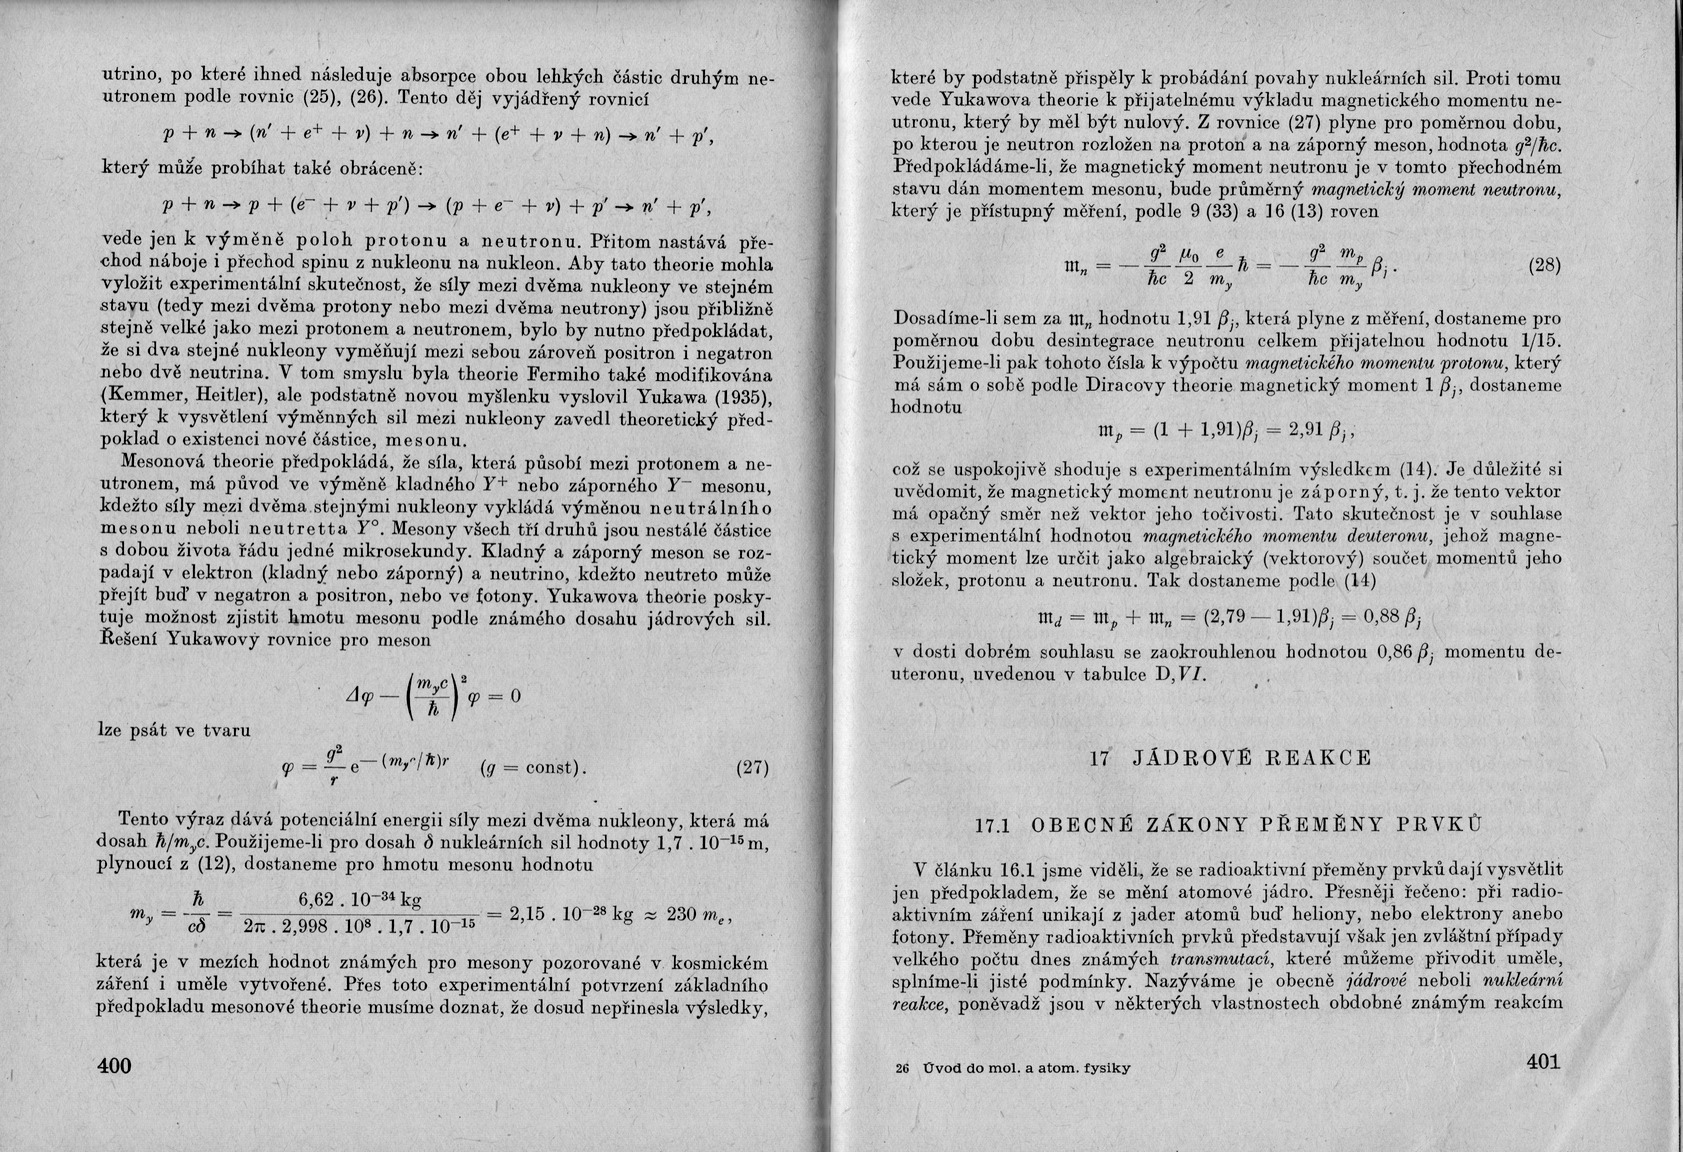 utrino, po které ihned následuje absorpce obou lehkých částic druhým ne-
utronem podle rovnic (25), (26). Tento děj vyjádřený rovnicí
p + n → (n′ + e⁺ + ν) + n → n′ + (e⁺ + ν + n) → n′ + p′,
který může probíhat také obráceně:
p + n → p + (e⁻ + ν + p′) → (p + e⁻ + ν) + p′ → n′ + p′,
vede jen k výměně poloh protonu a neutronu. Přitom nastává pře-
chod náboje i přechod spinu z nukleonu na nukleon. Aby tato theorie mohla
vyložit experimentální skutečnost, že síly mezi dvěma nukleony ve stejném
stavu (tedy mezi dvěma protony nebo mezi dvěma neutrony) jsou přibližně
stejně velké jako mezi protonem a neutronem, bylo by nutno předpokládat,
že si dva stejné nukleony vyměňují mezi sebou zároveň positron i negatron
nebo dvě neutrina. V tom smyslu byla theorie Fermiho také modifikována
(Kemmer, Heitler), ale podstatně novou myšlenku vyslovil Yukawa (1935),
který k vysvětlení výměnných sil mezi nukleony zavedl theoretický před-
poklad o existenci nové částice, mesonu.
Mesonová theorie předpokládá, že síla, která působí mezi protonem a ne-
utronem, má původ ve výměně kladného Y⁺ nebo záporného Y⁻ mesonu,
kdežto síly mezi dvěma stejnými nukleony vykládá výměnou neutrálního
mesonu neboli neutretta Y°. Mesony všech tří druhů jsou nestálé částice
s dobou života řádu jedné mikrosekundy. Kladný a záporný meson se roz-
padají v elektron (kladný nebo záporný) a neutrino, kdežto neutreto může
přejít buď v negatron a positron, nebo ve fotony. Yukawova theorie posky-
tuje možnost zjistit hmotu mesonu podle známého dosahu jádrových sil.
Řešení Yukawovy rovnice pro meson
Δφ — (m_y c / ħ)² φ = 0
lze psát ve tvaru
φ = g²/r e^{—(m_y c/ħ)r} (g = const). (27)
Tento výraz dává potenciální energii síly mezi dvěma nukleony, která má
dosah ħ/m_y c. Použijeme-li pro dosah δ nukleárních sil hodnoty 1,7 . 10⁻¹⁵ m,
plynoucí z (12), dostaneme pro hmotu mesonu hodnotu
m_y = ħ/cδ = 6,62 . 10⁻³⁴ kg / 2π . 2,998 . 10⁸ . 1,7 . 10⁻¹⁵ = 2,15 . 10⁻²⁸ kg ≈ 230 m_e,
která je v mezích hodnot známých pro mesony pozorované v kosmickém
záření i uměle vytvořené. Přes toto experimentální potvrzení základního
předpokladu mesonové theorie musíme doznat, že dosud nepřinesla výsledky,
400
které by podstatně přispěly k probádání povahy nukleárních sil. Proti tomu
vede Yukawova theorie k přijatelnému výkladu magnetického momentu ne-
utronu, který by měl být nulový. Z rovnice (27) plyne pro poměrnou dobu,
po kterou je neutron rozložen na proton a na záporný meson, hodnota g²/ħc.
Předpokládáme-li, že magnetický moment neutronu je v tomto přechodném
stavu dán momentem mesonu, bude průměrný magnetický moment neutronu,
který je přístupný měření, podle 9 (33) a 16 (13) roven
𝔪_n = — g²/ħc μ₀/2 e/m_y ħ = — g²/ħc m_p/m_y β_j . (28)
Dosadíme-li sem za 𝔪_n hodnotu 1,91 β_j, která plyne z měření, dostaneme pro
poměrnou dobu desintegrace neutronu celkem přijatelnou hodnotu 1/15.
Použijeme-li pak tohoto čísla k výpočtu magnetického momentu protonu, který
má sám o sobě podle Diracovy theorie magnetický moment 1 β_j, dostaneme
hodnotu
𝔪_p = (1 + 1,91)β_j = 2,91 β_j,
což se uspokojivě shoduje s experimentálním výsledkem (14). Je důležité si
uvědomit, že magnetický moment neutronu je záporný, t. j. že tento vektor
má opačný směr než vektor jeho točivosti. Tato skutečnost je v souhlase
s experimentální hodnotou magnetického momentu deuteronu, jehož magne-
tický moment lze určit jako algebraický (vektorový) součet momentů jeho
složek, protonu a neutronu. Tak dostaneme podle (14)
𝔪_d = 𝔪_p + 𝔪_n = (2,79 — 1,91)β_j = 0,88 β_j
v dosti dobrém souhlasu se zaokrouhlenou hodnotou 0,86 β_j momentu de-
uteronu, uvedenou v tabulce D, VI.
17 JÁDROVÉ REAKCE
17.1 OBECNÉ ZÁKONY PŘEMĚNY PRVKŮ
V článku 16.1 jsme viděli, že se radioaktivní přeměny prvků dají vysvětlit
jen předpokladem, že se mění atomové jádro. Přesněji řečeno: při radio-
aktivním záření unikají z jader atomů buď heliony, nebo elektrony anebo
fotony. Přeměny radioaktivních prvků představují však jen zvláštní případy
velkého počtu dnes známých transmutací, které můžeme přivodit uměle,
splníme-li jisté podmínky. Nazýváme je obecně jádrové neboli nukleární
reakce, poněvadž jsou v některých vlastnostech obdobné známým reakcím
26 Úvod do mol. a atom. fysiky
401